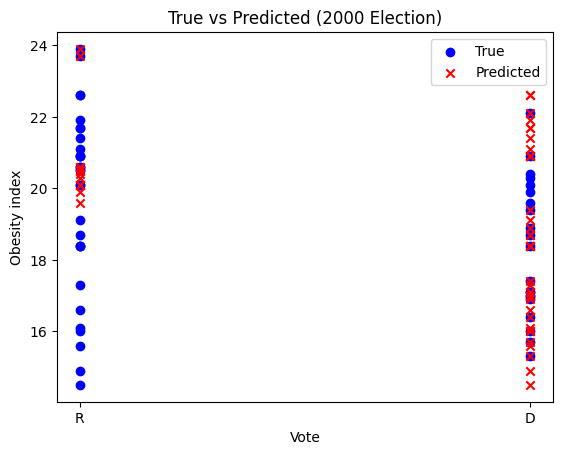 True vs Predicted (2000 Election)
True
Predicted
24
22
20
18
16
Obesity index
R
D
Vote